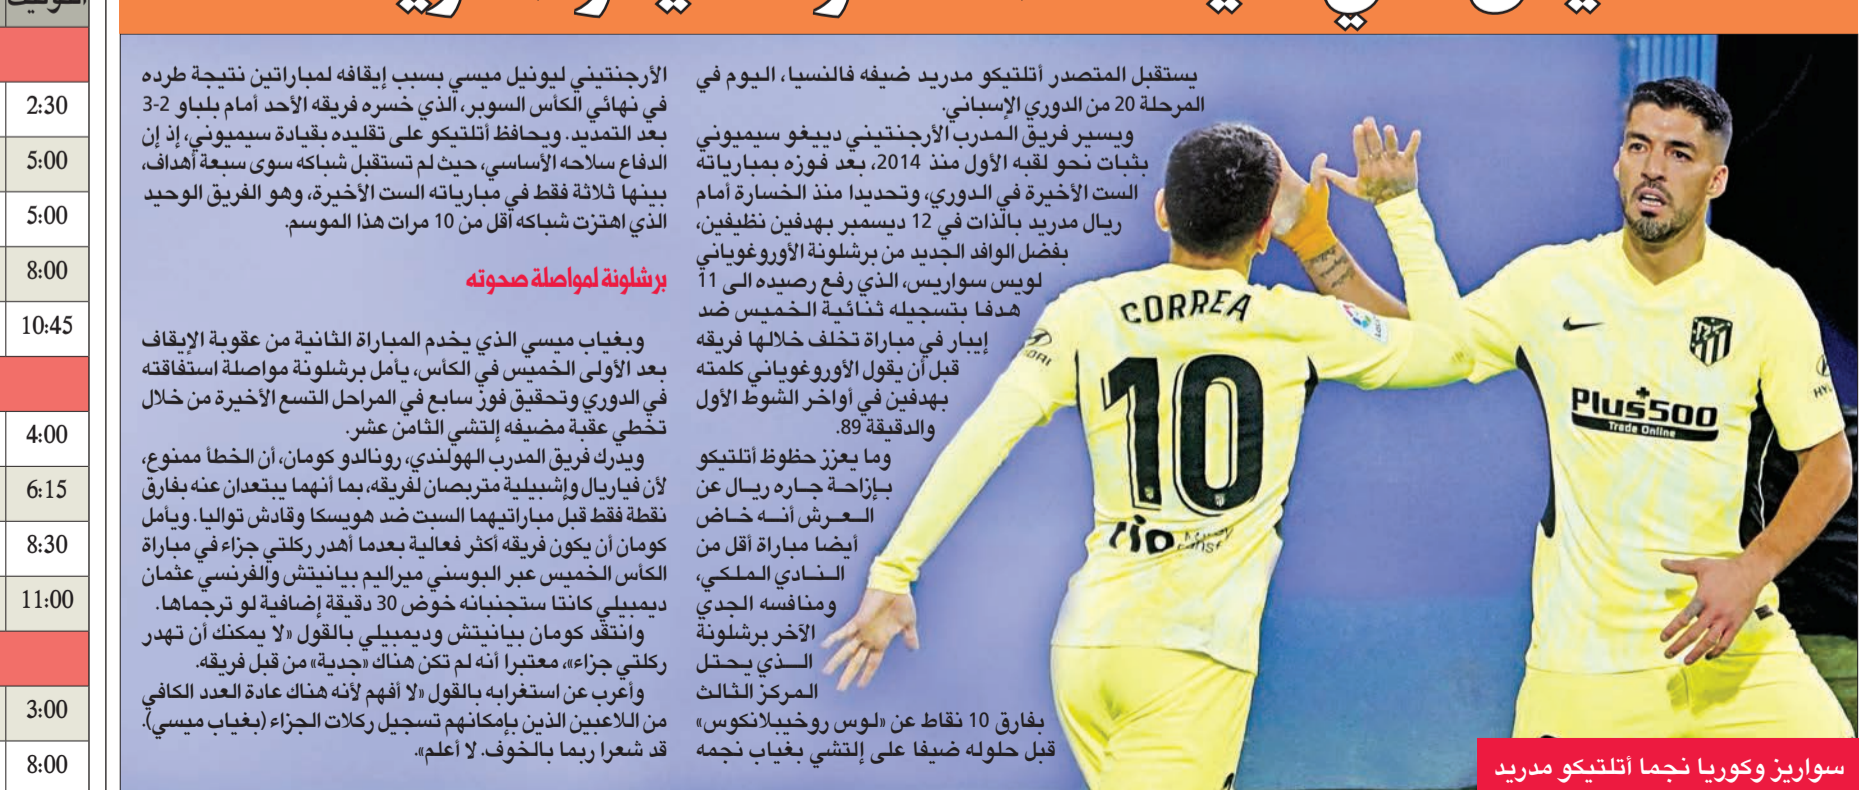 يستقبل المتصدر أتلتيكو مدريد ضيفه فالنسيا، اليوم في
المرحلة 20 من الدوري الإسباني.
ويسير فريق المدرب الأرجنتيني دييغو سيميوني
بثبات نحو لقبه الأول منذ 2014، بعد فوزه بمبارياته
الست الأخيرة في الدوري، وتحديدا منذ الخسارة أمام
ريال مدريد بالذات في 12 ديسمبر بهدفين نظيفين،
بفضل الوافد الجديد من برشلونة الأوروغوياني
لويس سواريس، الذي رفع رصيده الى 11
هدفا بتسجيله ثنائية الخميس ضد
إيبار في مباراة تخلف خلالها فريقه
قبل أن يقول الأوروغوياني كلمته
بهدفين في أواخر الشوط الأول
والدقيقة 89.
وما يعزز حظوظ أتلتيكو
بإزاحة جاره ريال عن
العرش أنه خاض
أيضا مباراة أقل من
النادي الملكي،
ومنافسه الجدي
الآخر برشلونة
الذي يحتل
المركز الثالث
بفارق 10 نقاط عن «لوس روخيبلانكوس»
قبل حلوله ضيفا على إلتشي بغياب نجمه
الأرجنتيني ليونيل ميسي بسبب إيقافه لمباراتين نتيجة طرده
في نهائي الكأس السوبر، الذي خسره فريقه الأحد أمام بلباو 2-3
بعد التمديد. ويحافظ أتلتيكو على تقليده بقيادة سيميوني، إذ إن
الدفاع سلاحه الأساسي، حيث لم تستقبل شباكه سوى سبعة أهداف،
بينها ثلاثة فقط في مبارياته الست الأخيرة، وهو الفريق الوحيد
الذي اهتزت شباكه أقل من 10 مرات هذا الموسم.
برشلونة لمواصلة صحوته
وبغياب ميسي الذي يخدم المباراة الثانية من عقوبة الإيقاف
بعد الأولى الخميس في الكأس، يأمل برشلونة مواصلة استفاقته
في الدوري وتحقيق فوز سابع في المراحل التسع الأخيرة من خلال
تخطي عقبة مضيفه إلتشي الثامن عشر.
ويدرك فريق المدرب الهولندي، رونالدو كومان، أن الخطأ ممنوع،
لأن فياريال وإشبيلية متربصان لفريقه، بما أنهما يبتعدان عنه بفارق
نقطة فقط قبل مباراتيهما السبت ضد هويسكا وقادش تواليا. ويأمل
كومان أن يكون فريقه أكثر فعالية بعدما أهدر ركلتي جزاء في مباراة
الكأس الخميس عبر البوسني ميراليم بيانيتش والفرنسي عثمان
ديمبيلي كانتا ستجنبانه خوض 30 دقيقة إضافية لو ترجماها.
وانتقد كومان بيانيتش وديمبيلي بالقول «لا يمكنك أن تهدر
ركلتي جزاء»، معتبرا أنه لم تكن هناك «جدية» من قبل فريقه.
وأعرب عن استغرابه بالقول «لا أفهم لأنه هناك عادة العدد الكافي
من اللاعبين الذين بإمكانهم تسجيل ركلات الجزاء (بغياب ميسي).
قد شعرا ربما بالخوف. لا أعلم».
سواريز وكوريا نجما أتلتيكو مدريد
CORREA
10
Plus500
Trade Online
2:30
5:00
5:00
8:00
10:45
4:00
6:15
8:30
11:00
3:00
8:00